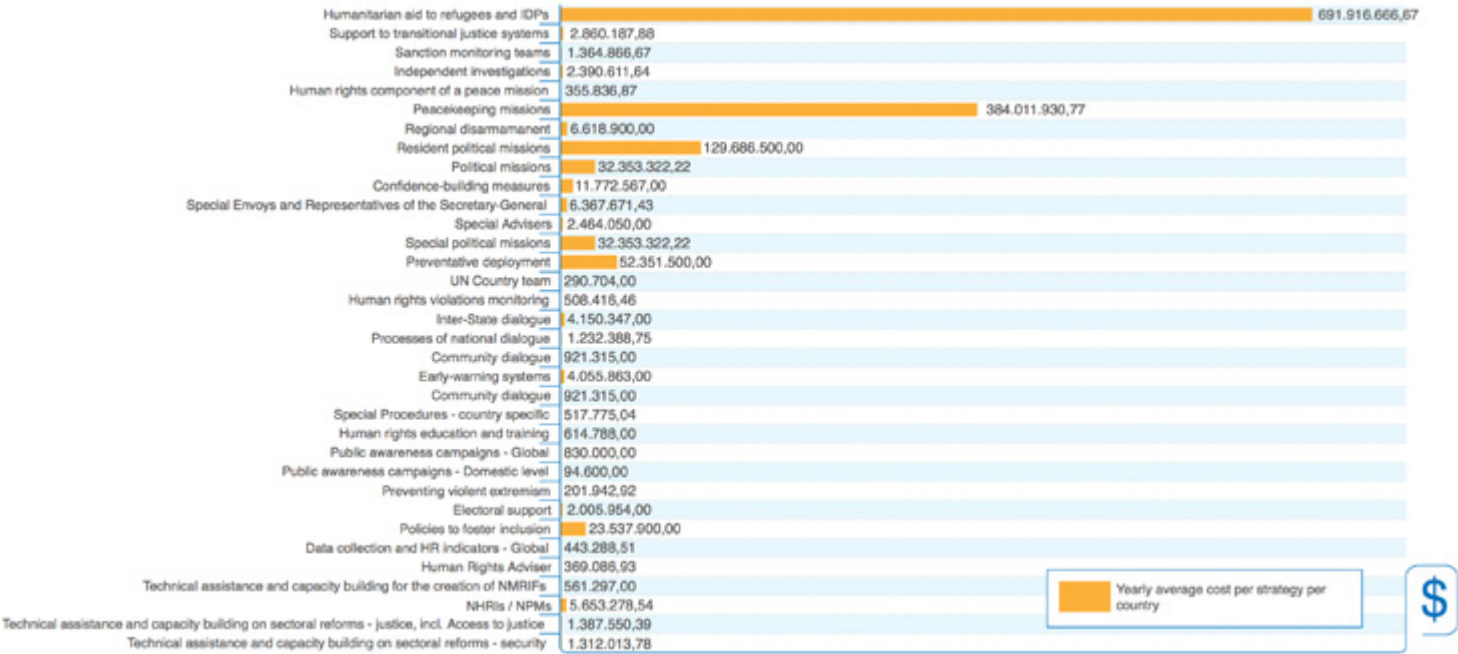 Humanitarian aid to refugees and IDPs 691.916.666,67
Support to transitional justice systems 2.860.187,88
Sanction monitoring teams 1.364.866,67
Independent investigations 2.390.611,64
Human rights component of a peace mission 355.836,87
Peacekeeping missions 384.011.930,77
Regional disarmamanent 6.618.900,00
Resident political missions 129.686.500,00
Political missions 32.353.322,22
Confidence-building measures 11.772.567,00
Special Envoys and Representatives of the Secretary-General 6.367.671,43
Special Advisers 2.464.050,00
Special political missions 32.353.322,22
Preventative deployment 52.351.500,00
UN Country team 290.704,00
Human rights violations monitoring 508.416,46
Inter-State dialogue 4.150.347,00
Processes of national dialogue 1.232.388,75
Community dialogue 921.315,00
Early-warning systems 4.055.863,00
Community dialogue 921.315,00
Special Procedures - country specific 517.775,04
Human rights education and training 614.788,00
Public awareness campaigns - Global 830.000,00
Public awareness campaigns - Domestic level 94.600,00
Preventing violent extremism 201.942,92
Electoral support 2.005.954,00
Policies to foster inclusion 23.537.900,00
Data collection and HR indicators - Global 443.288,51
Human Rights Adviser 369.086,93
Technical assistance and capacity building for the creation of NMRIFs 561.297,00
NHRIs / NPMs 5.653.278,54
Technical assistance and capacity building on sectoral reforms - justice, incl. Access to justice 1.387.550,39
Technical assistance and capacity building on sectoral reforms - security 1.312.013,78
Yearly average cost per strategy per
country
$